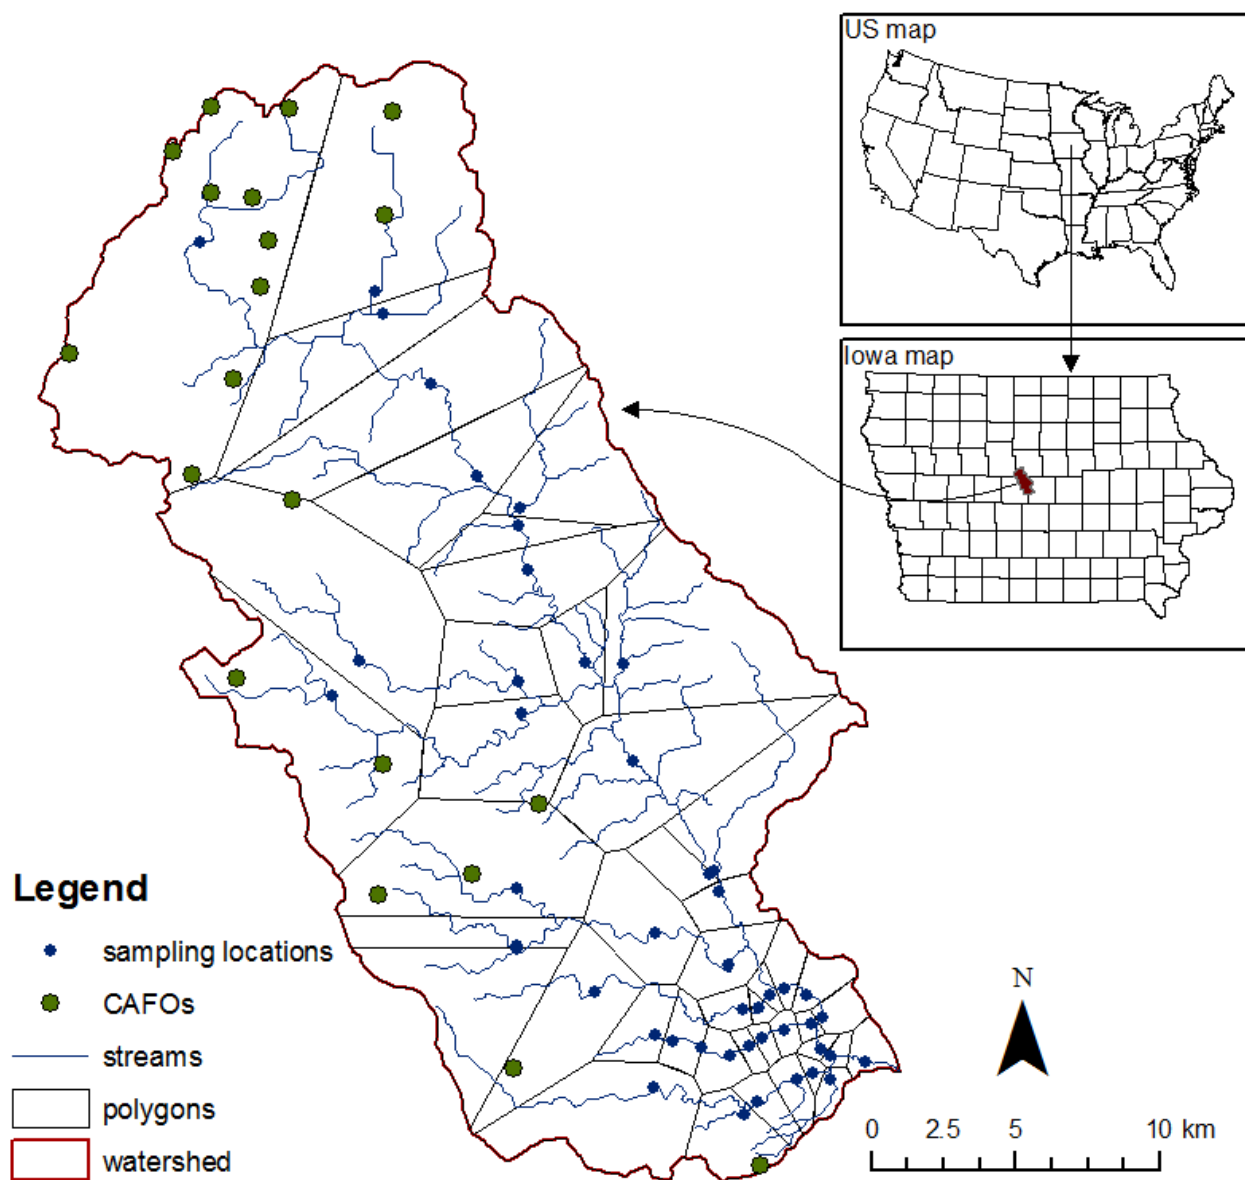 US map
Iowa map
Legend
sampling locations
CAFOs
streams
polygons
watershed
N
0 2.5 5 10 km